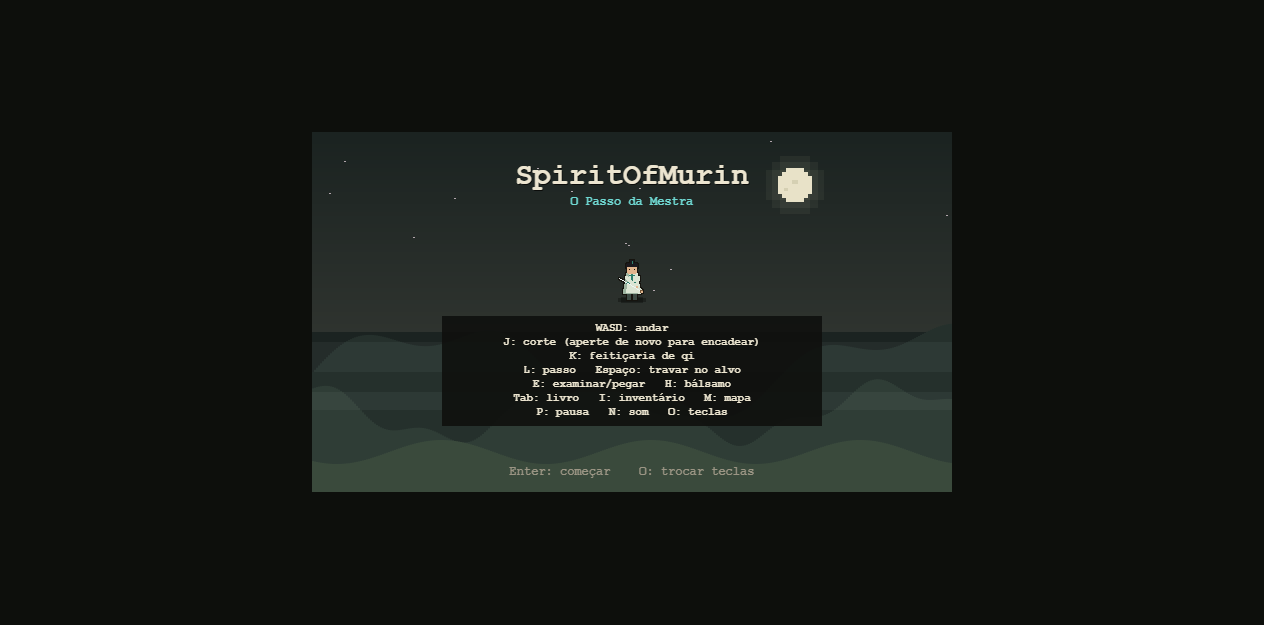 SpiritOfMurin
O Passo da Mestra
WASD: andar
J: corte (aperte de novo para encadear)
K: feitiçaria de qi
L: passo   Espaço: travar no alvo
E: examinar/pegar   H: bálsamo
Tab: livro   I: inventário   M: mapa
P: pausa   N: som   O: teclas
Enter: começar    O: trocar teclas